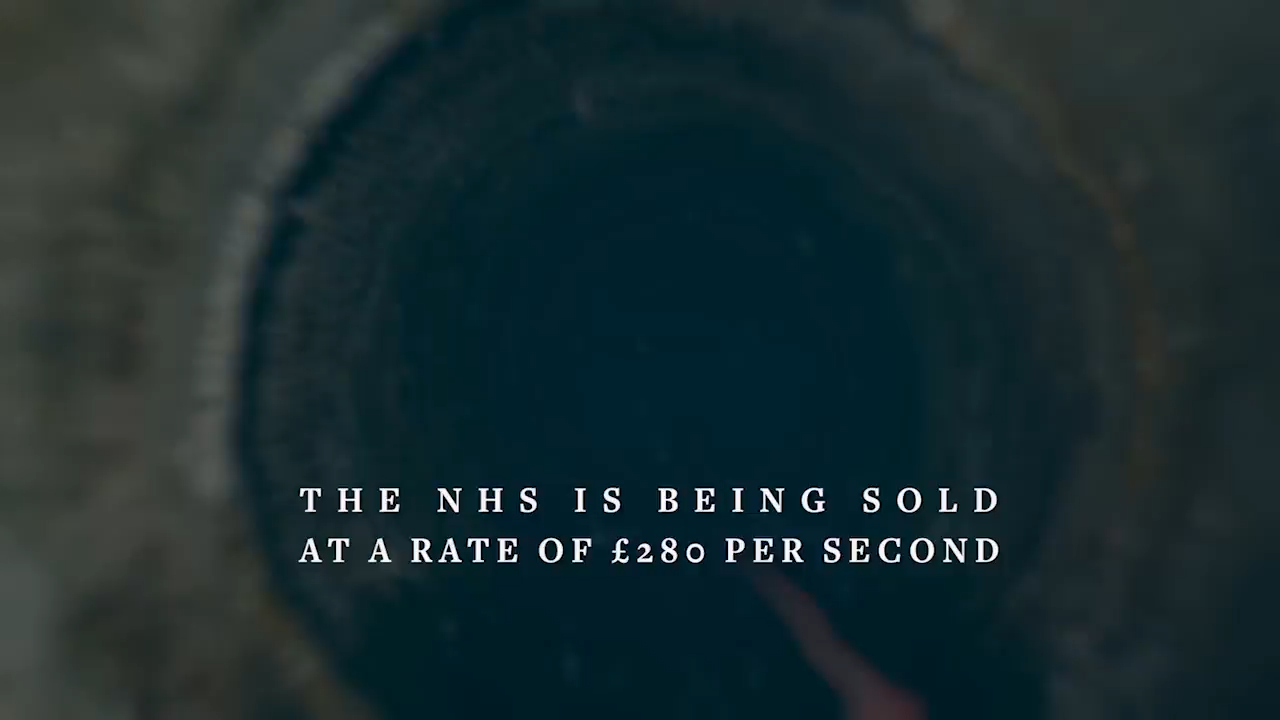 THE NHS IS BEING SOLD
AT A RATE OF £280 PER SECOND